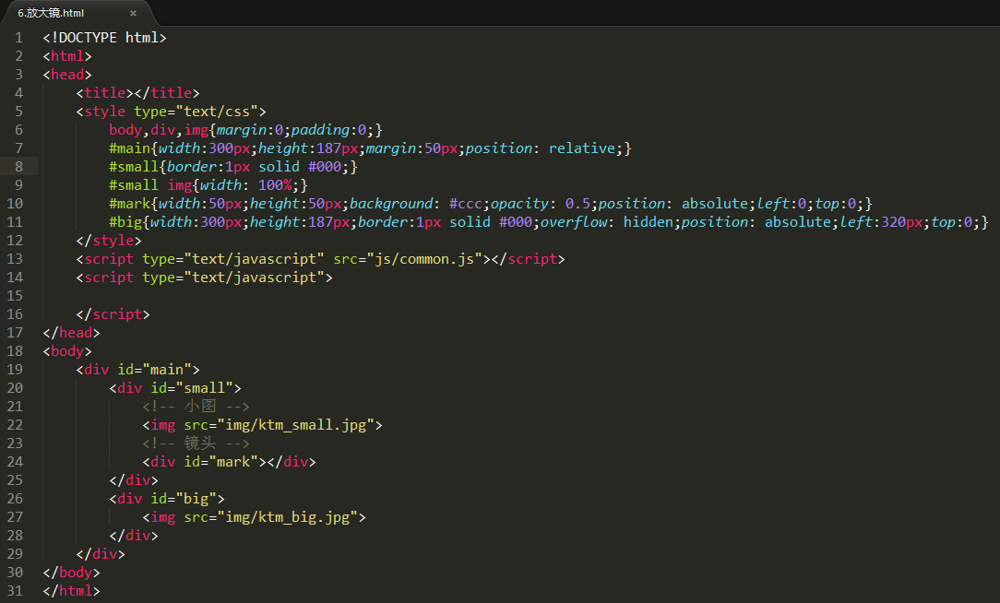 6.放大镜.html ×
1 <!DOCTYPE html>
2 <html>
3 <head>
4     <title></title>
5     <style type="text/css">
6         body,div,img{margin:0;padding:0;}
7         #main{width:300px;height:187px;margin:50px;position: relative;}
8         #small{border:1px solid #000;}
9         #small img{width: 100%;}
10         #mark{width:50px;height:50px;background: #ccc;opacity: 0.5;position: absolute;left:0;top:0;}
11         #big{width:300px;height:187px;border:1px solid #000;overflow: hidden;position: absolute;left:320px;top:0;}
12     </style>
13     <script type="text/javascript" src="js/common.js"></script>
14     <script type="text/javascript">
15
16     </script>
17 </head>
18 <body>
19     <div id="main">
20         <div id="small">
21             <!-- 小图 -->
22             <img src="img/ktm_small.jpg">
23             <!-- 镜头 -->
24             <div id="mark"></div>
25         </div>
26         <div id="big">
27             <img src="img/ktm_big.jpg">
28         </div>
29     </div>
30 </body>
31 </html>